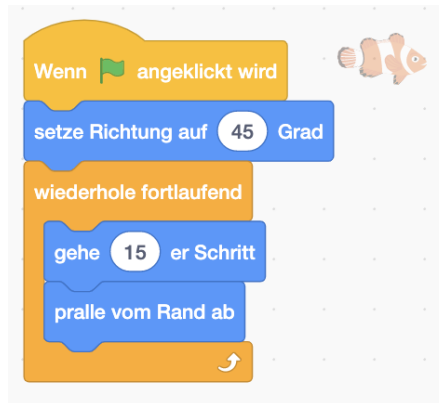 Wenn angeklickt wird
setze Richtung auf 45 Grad
wiederhole fortlaufend
gehe 15 er Schritt
pralle vom Rand ab